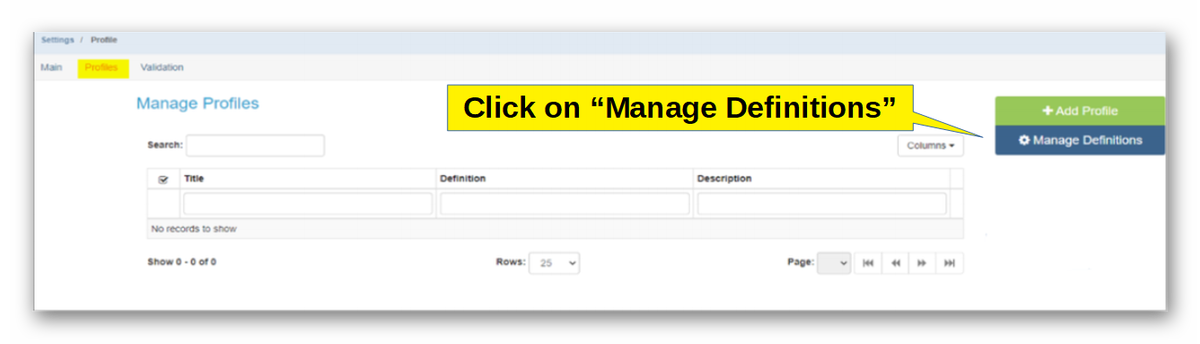 Settings / Profile
Main Profiles Validation
Manage Profiles
Click on “Manage Definitions”
Add Profile
Manage Definitions
Search:
Columns
Title Definition Description
No records to show
Show 0 - 0 of 0 Rows: 25 Page: